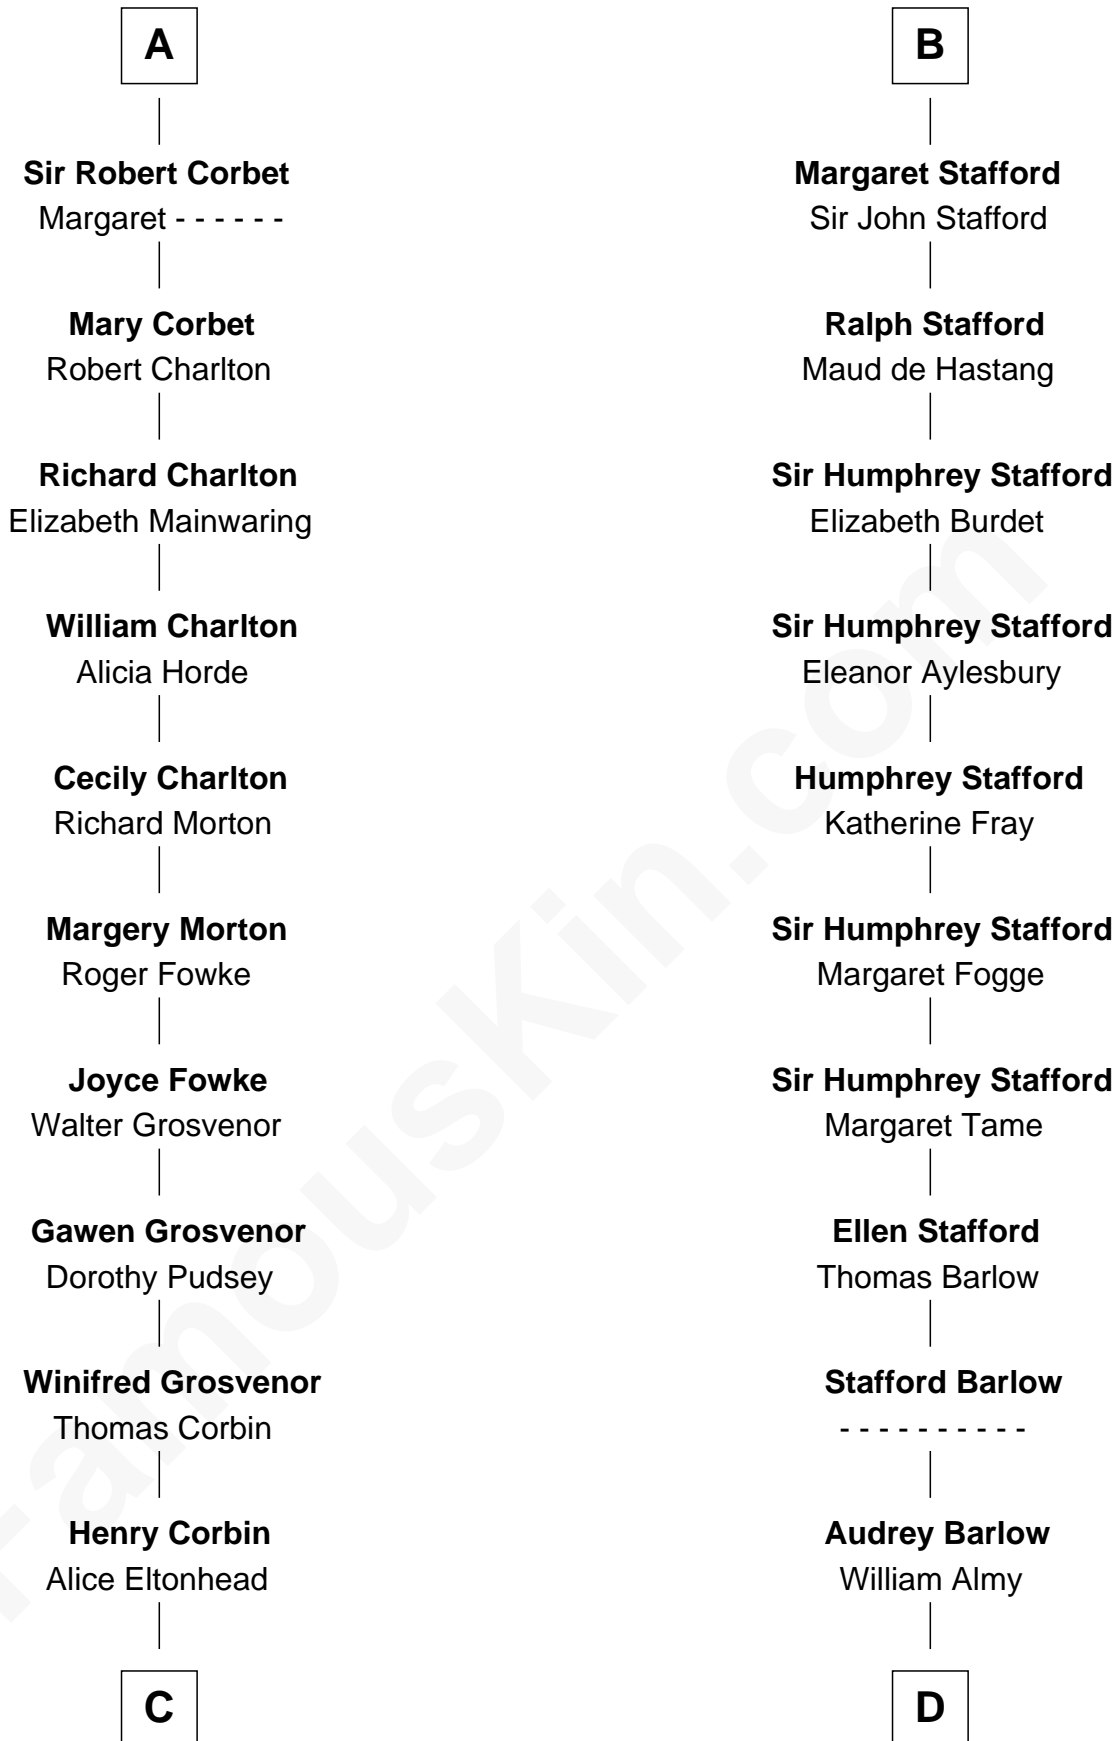 A
Sir Robert Corbet
Margaret - - - - - -
Mary Corbet
Robert Charlton
Richard Charlton
Elizabeth Mainwaring
William Charlton
Alicia Horde
Cecily Charlton
Richard Morton
Margery Morton
Roger Fowke
Joyce Fowke
Walter Grosvenor
Gawen Grosvenor
Dorothy Pudsey
Winifred Grosvenor
Thomas Corbin
Henry Corbin
Alice Eltonhead
C
B
Margaret Stafford
Sir John Stafford
Ralph Stafford
Maud de Hastang
Sir Humphrey Stafford
Elizabeth Burdet
Sir Humphrey Stafford
Eleanor Aylesbury
Humphrey Stafford
Katherine Fray
Sir Humphrey Stafford
Margaret Fogge
Sir Humphrey Stafford
Margaret Tame
Ellen Stafford
Thomas Barlow
Stafford Barlow
- - - - - - - - - -
Audrey Barlow
William Almy
D
FamousKin.com